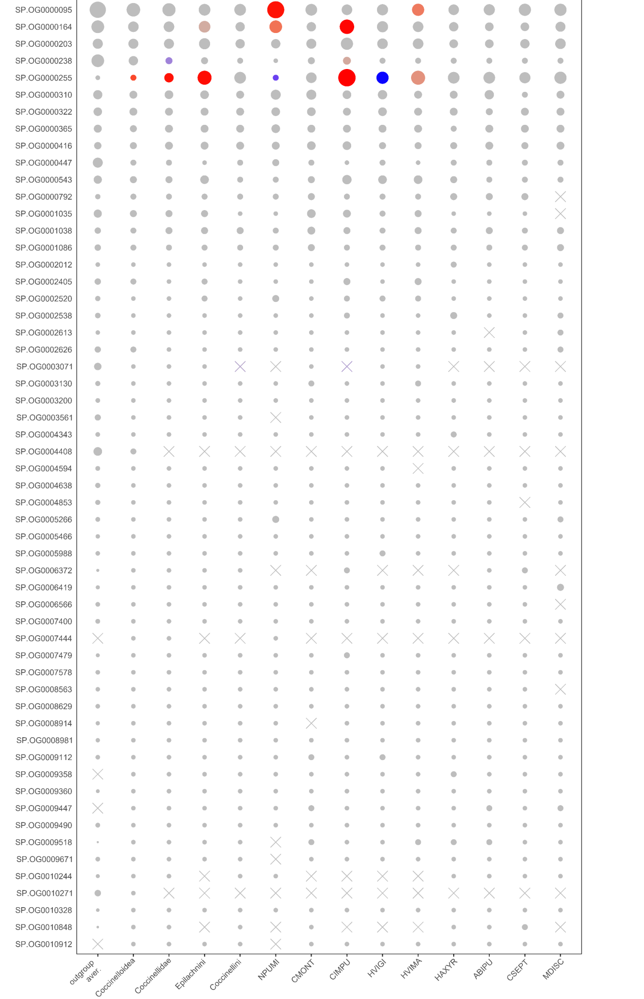 SP.OG0000095
SP.OG0000164
SP.OG0000203
SP.OG0000238
SP.OG0000255
SP.OG0000310
SP.OG0000322
SP.OG0000365
SP.OG0000416
SP.OG0000447
SP.OG0000543
SP.OG0000792
SP.OG0001035
SP.OG0001038
SP.OG0001086
SP.OG0002012
SP.OG0002405
SP.OG0002520
SP.OG0002538
SP.OG0002613
SP.OG0002626
SP.OG0003071
SP.OG0003130
SP.OG0003200
SP.OG0003561
SP.OG0004343
SP.OG0004408
SP.OG0004594
SP.OG0004638
SP.OG0004853
SP.OG0005266
SP.OG0005466
SP.OG0005988
SP.OG0006372
SP.OG0006419
SP.OG0006566
SP.OG0007400
SP.OG0007444
SP.OG0007479
SP.OG0007578
SP.OG0008563
SP.OG0008629
SP.OG0008914
SP.OG0008981
SP.OG0009112
SP.OG0009358
SP.OG0009360
SP.OG0009447
SP.OG0009490
SP.OG0009518
SP.OG0009671
SP.OG0010244
SP.OG0010271
SP.OG0010328
SP.OG0010848
SP.OG0010912
outgroup
aver.
Coccinelloidea
Coccinellidae
Epilachnini
Coccinellini
NPUMI
CMONT
CIMPU
HVIGI
HVIMA
HAXYR
ABIPU
CSEPT
MDISC